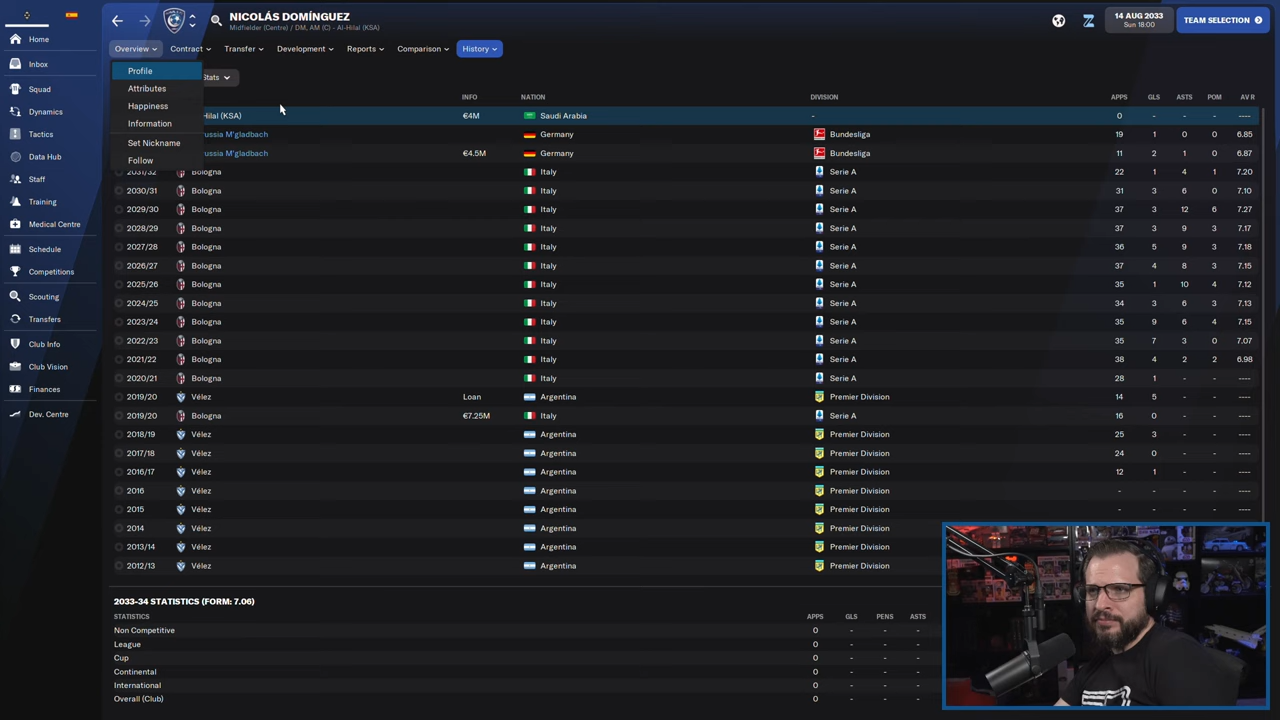 NICOLÁS DOMÍNGUEZ
Midfielder (Centre) / DM, AM (C) - Al-Hilal (KSA)
14 AUG 2033
Sun 18:00
TEAM SELECTION
Home
Inbox
Squad
Dynamics
Tactics
Data Hub
Staff
Training
Medical Centre
Schedule
Competitions
Scouting
Transfers
Club Info
Club Vision
Finances
Dev. Centre
Overview Contract Transfer Development Reports Comparison History
Profile
Attributes
Happiness
Information
Set Nickname
Follow
Stats
INFO NATION DIVISION APPS GLS ASTS POM AV R
Hilal (KSA) €4M Saudi Arabia - 0 - - - ----
russia M'gladbach Germany Bundesliga 19 1 0 0 6.85
russia M'gladbach €4.5M Germany Bundesliga 11 2 1 0 6.87
2031/32 Bologna Italy Serie A 22 1 4 1 7.20
2030/31 Bologna Italy Serie A 31 3 6 0 7.10
2029/30 Bologna Italy Serie A 37 3 12 6 7.27
2028/29 Bologna Italy Serie A 37 3 9 3 7.17
2027/28 Bologna Italy Serie A 36 5 9 3 7.18
2026/27 Bologna Italy Serie A 37 4 8 3 7.15
2025/26 Bologna Italy Serie A 35 1 10 4 7.12
2024/25 Bologna Italy Serie A 34 3 6 3 7.13
2023/24 Bologna Italy Serie A 35 9 6 4 7.15
2022/23 Bologna Italy Serie A 35 7 3 0 7.07
2021/22 Bologna Italy Serie A 38 4 2 2 6.98
2020/21 Bologna Italy Serie A 28 1 - - ----
2019/20 Vélez Loan Argentina Premier Division 14 5 - - ----
2019/20 Bologna €7.25M Italy Serie A 16 0 - - ----
2018/19 Vélez Argentina Premier Division 25 3 - - ----
2017/18 Vélez Argentina Premier Division 24 0 - - ----
2016/17 Vélez Argentina Premier Division 12 1 - - ----
2016 Vélez Argentina Premier Division - - - - ----
2015 Vélez Argentina Premier Division - - - - ----
2014 Vélez Argentina Premier Division
2013/14 Vélez Argentina Premier Division
2012/13 Vélez Argentina Premier Division
2033-34 STATISTICS (FORM: 7.06)
STATISTICS APPS GLS PENS ASTS
Non Competitive 0 - - -
League 0 - - -
Cup 0 - - -
Continental 0 - - -
International 0 - - -
Overall (Club) 0 - - -